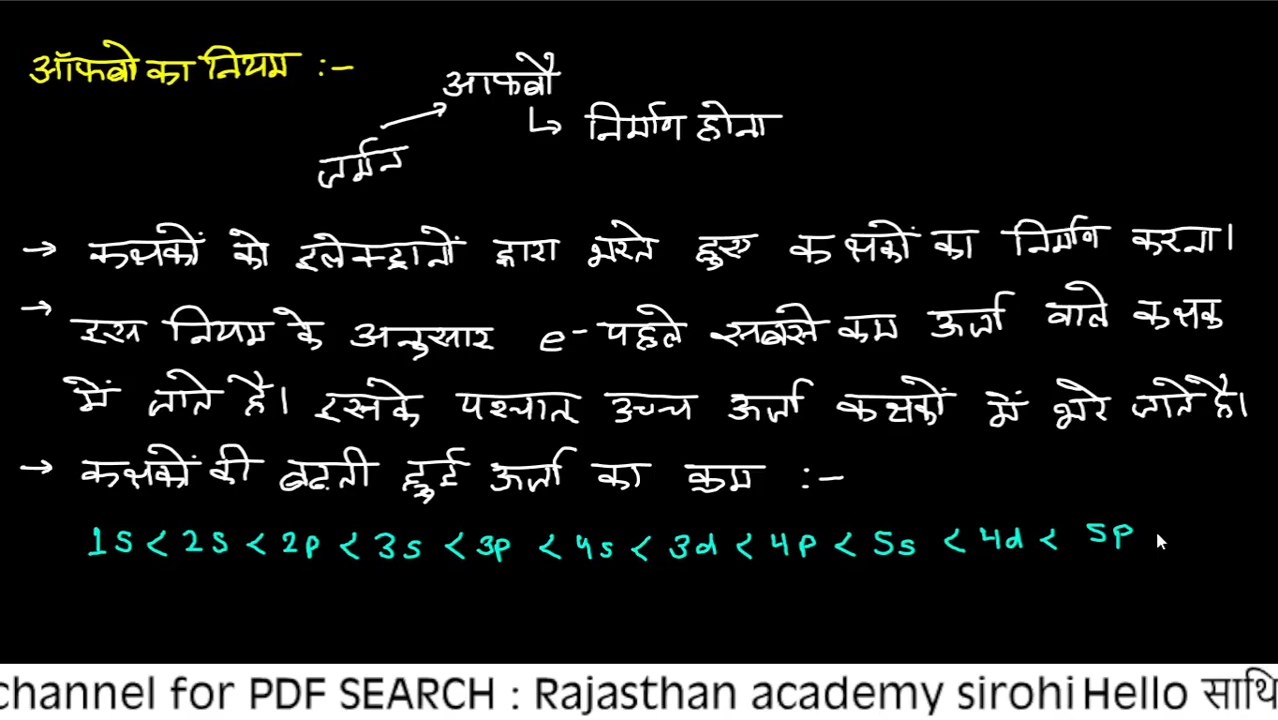 ऑफबो का नियम :-
आफबौ
↳ निर्माण होना
जर्मन
→ कक्षकों को इलेक्ट्रानों द्वारा भरते हुए कक्षकों का निर्माण करना।
→ इस नियम के अनुसार e- पहले सबसे कम ऊर्जा वाले कक्षक
में जाते है। इसके पश्चात उच्च ऊर्जा कक्षकों में भरे जाते है।
→ कक्षकों की बढ़ती हुई ऊर्जा का क्रम :-
1s < 2s < 2p < 3s < 3p < 4s < 3d < 4p < 5s < 4d < 5p
channel for PDF SEARCH : Rajasthan academy sirohi Hello साथि